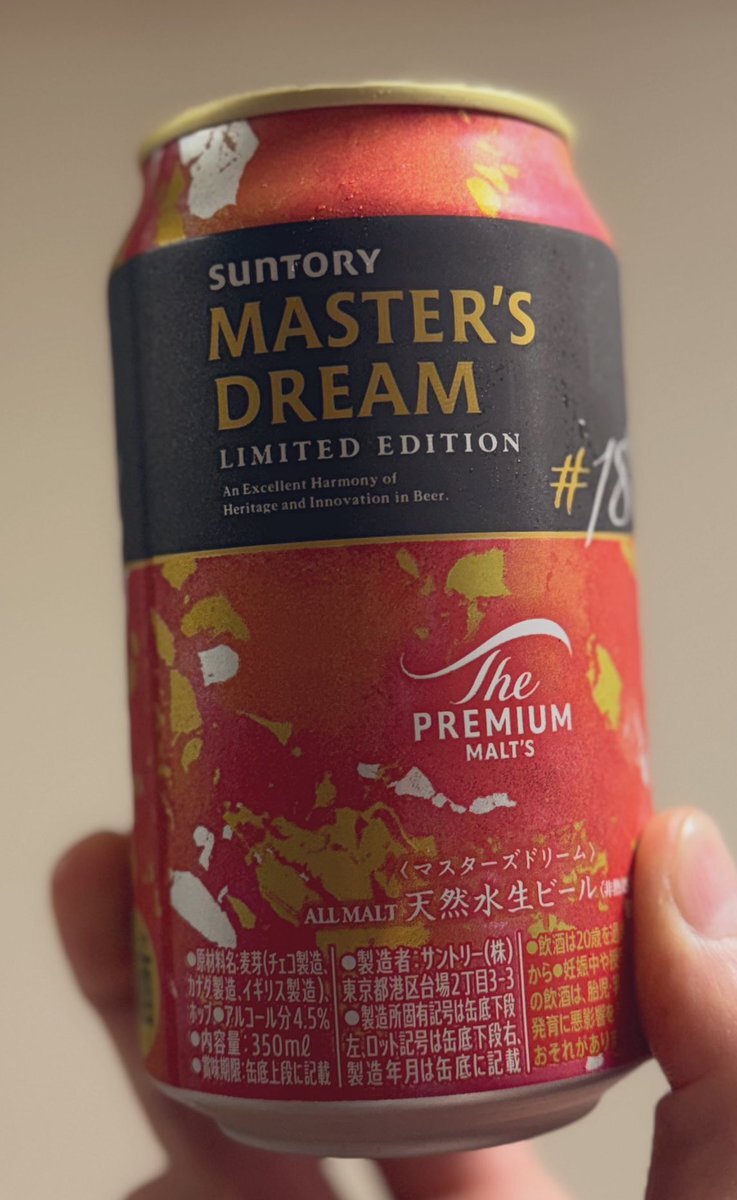 SUNTORY
MASTER'S
DREAM
LIMITED EDITION
An Excellent Harmony of
Heritage and Innovation in Beer.
#18
The
PREMIUM
MALT'S
〈マスターズドリーム〉
ALL MALT 天然水生ビール
●原材料名:麦芽(チェコ製造、
カナダ製造、イギリス製造)、
ホップ●アルコール分4.5%
●内容量:350mℓ
●賞味期限:缶底上段に記載
●製造者:サントリー(株)
東京都港区台場2丁目3-3
●製造所固有記号は缶底下段
左、ロット記号は缶底下段右、
製造年月は缶底に記載
●飲酒は20歳を過
から●妊娠中や
の飲酒は、胎児
発育に悪影響を
おそれがあり